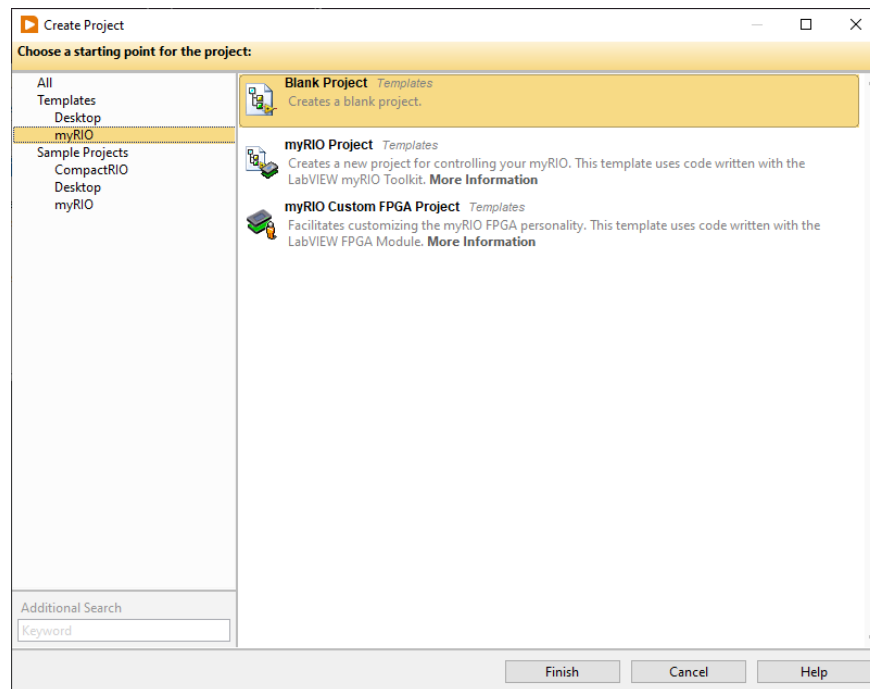 Create Project
Choose a starting point for the project:
All
Templates
Desktop
myRIO
Sample Projects
CompactRIO
Desktop
myRIO
Additional Search
Keyword
Blank Project Templates
Creates a blank project.
myRIO Project Templates
Creates a new project for controlling your myRIO. This template uses code written with the
LabVIEW myRIO Toolkit. More Information
myRIO Custom FPGA Project Templates
Facilitates customizing the myRIO FPGA personality. This template uses code written with the
LabVIEW FPGA Module. More Information
Finish Cancel Help